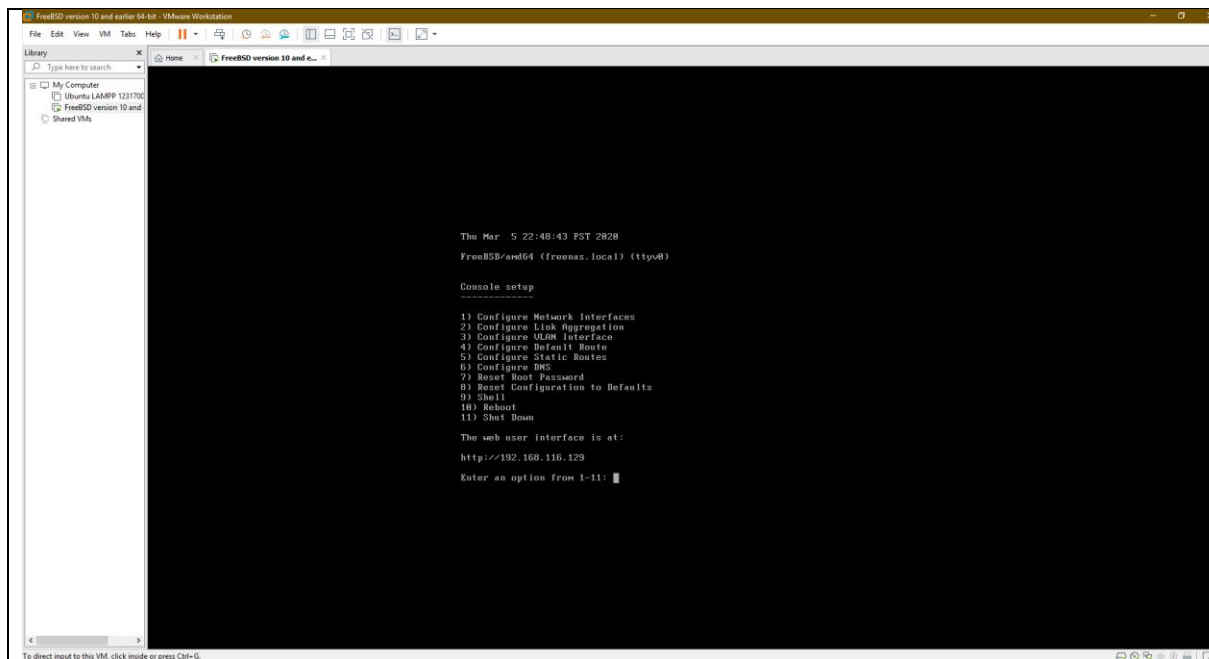 FreeBSD version 10 and earlier 64-bit - VMware Workstation
File Edit View VM Tabs Help
Library
Home
FreeBSD version 10 and e...
Type here to search
My Computer
Ubuntu LAMPP 1231700
FreeBSD version 10 and
Shared VMs
Thu Mar 5 22:48:43 PST 2020
FreeBSD/amd64 (freenas.local) (ttyv0)
Console setup
-------------
1) Configure Network Interfaces
2) Configure Link Aggregation
3) Configure VLAN Interface
4) Configure Default Route
5) Configure Static Routes
6) Configure DNS
7) Reset Root Password
8) Reset Configuration to Defaults
9) Shell
10) Reboot
11) Shut Down
The web user interface is at:
http://192.168.116.129
Enter an option from 1-11:
To direct input to this VM, click inside or press Ctrl+G.